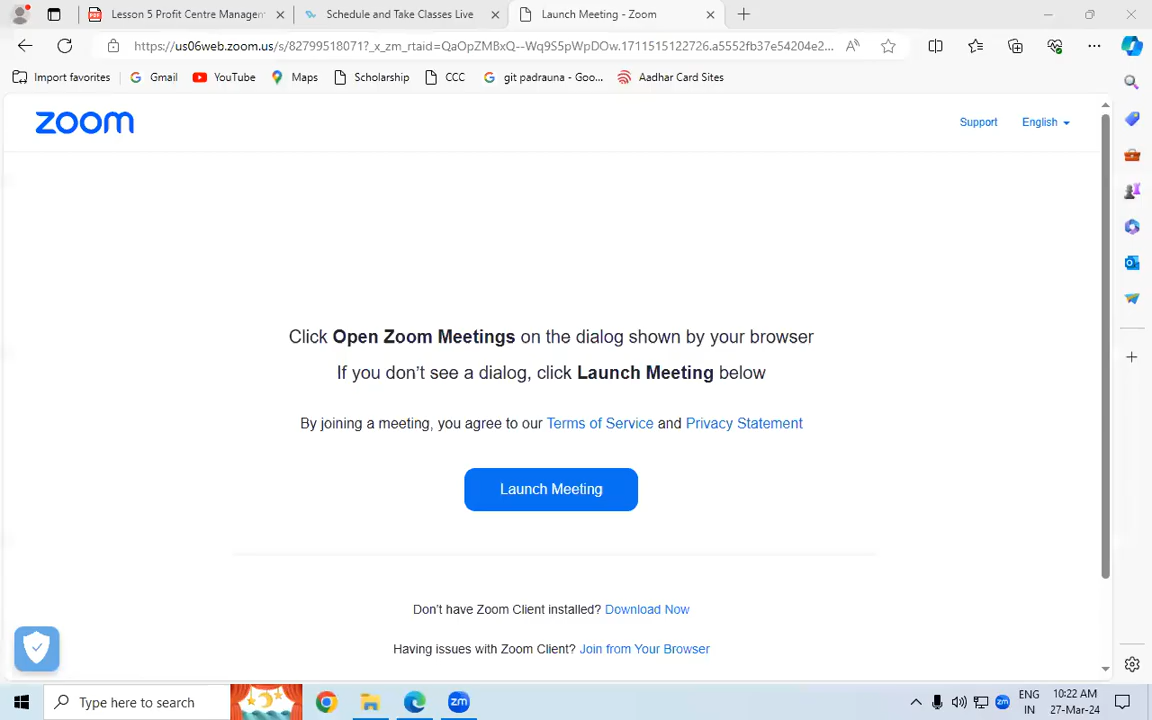 Lesson 5 Profit Centre Managem
Schedule and Take Classes Live
Launch Meeting - Zoom
https://us06web.zoom.us/s/82799518071?_x_zm_rtaid=QaOpZMBxQ--Wq9S5pWpDOw.1711515122726.a5552fb37e54204e2...
Import favorites
Gmail
YouTube
Maps
Scholarship
CCC
git padrauna - Goo...
Aadhar Card Sites
zoom
Support
English
Click Open Zoom Meetings on the dialog shown by your browser
If you don't see a dialog, click Launch Meeting below
By joining a meeting, you agree to our Terms of Service and Privacy Statement
Launch Meeting
Don't have Zoom Client installed? Download Now
Having issues with Zoom Client? Join from Your Browser
Type here to search
zm
zm
ENG
IN
10:22 AM
27-Mar-24